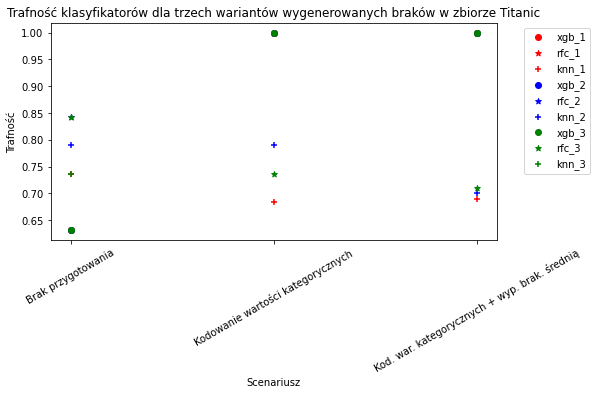 Trafność klasyfikatorów dla trzech wariantów wygenerowanych braków w zbiorze Titanic
Trafność
1.00
0.95
0.90
0.85
0.80
0.75
0.70
0.65
Brak przygotowania
Kodowanie wartości kategorycznych
Kod. war. kategorycznych + wyp. brak. średnią
Scenariusz
xgb_1
rfc_1
knn_1
xgb_2
rfc_2
knn_2
xgb_3
rfc_3
knn_3